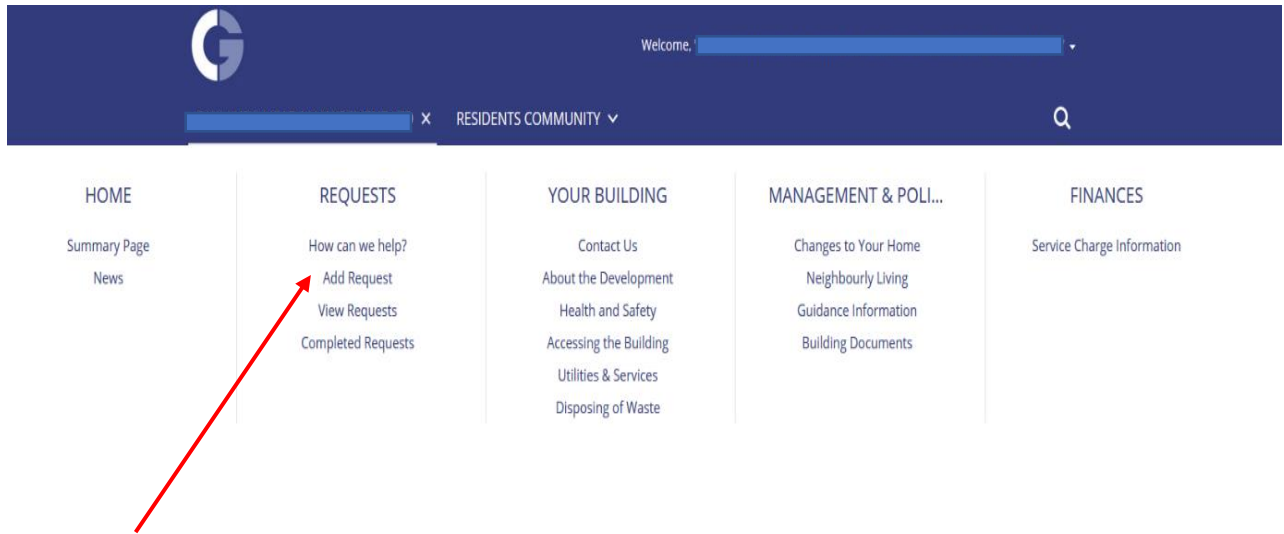 Welcome,
RESIDENTS COMMUNITY
HOME
Summary Page
News
REQUESTS
How can we help?
Add Request
View Requests
Completed Requests
YOUR BUILDING
Contact Us
About the Development
Health and Safety
Accessing the Building
Utilities & Services
Disposing of Waste
MANAGEMENT & POLI...
Changes to Your Home
Neighbourly Living
Guidance Information
Building Documents
FINANCES
Service Charge Information